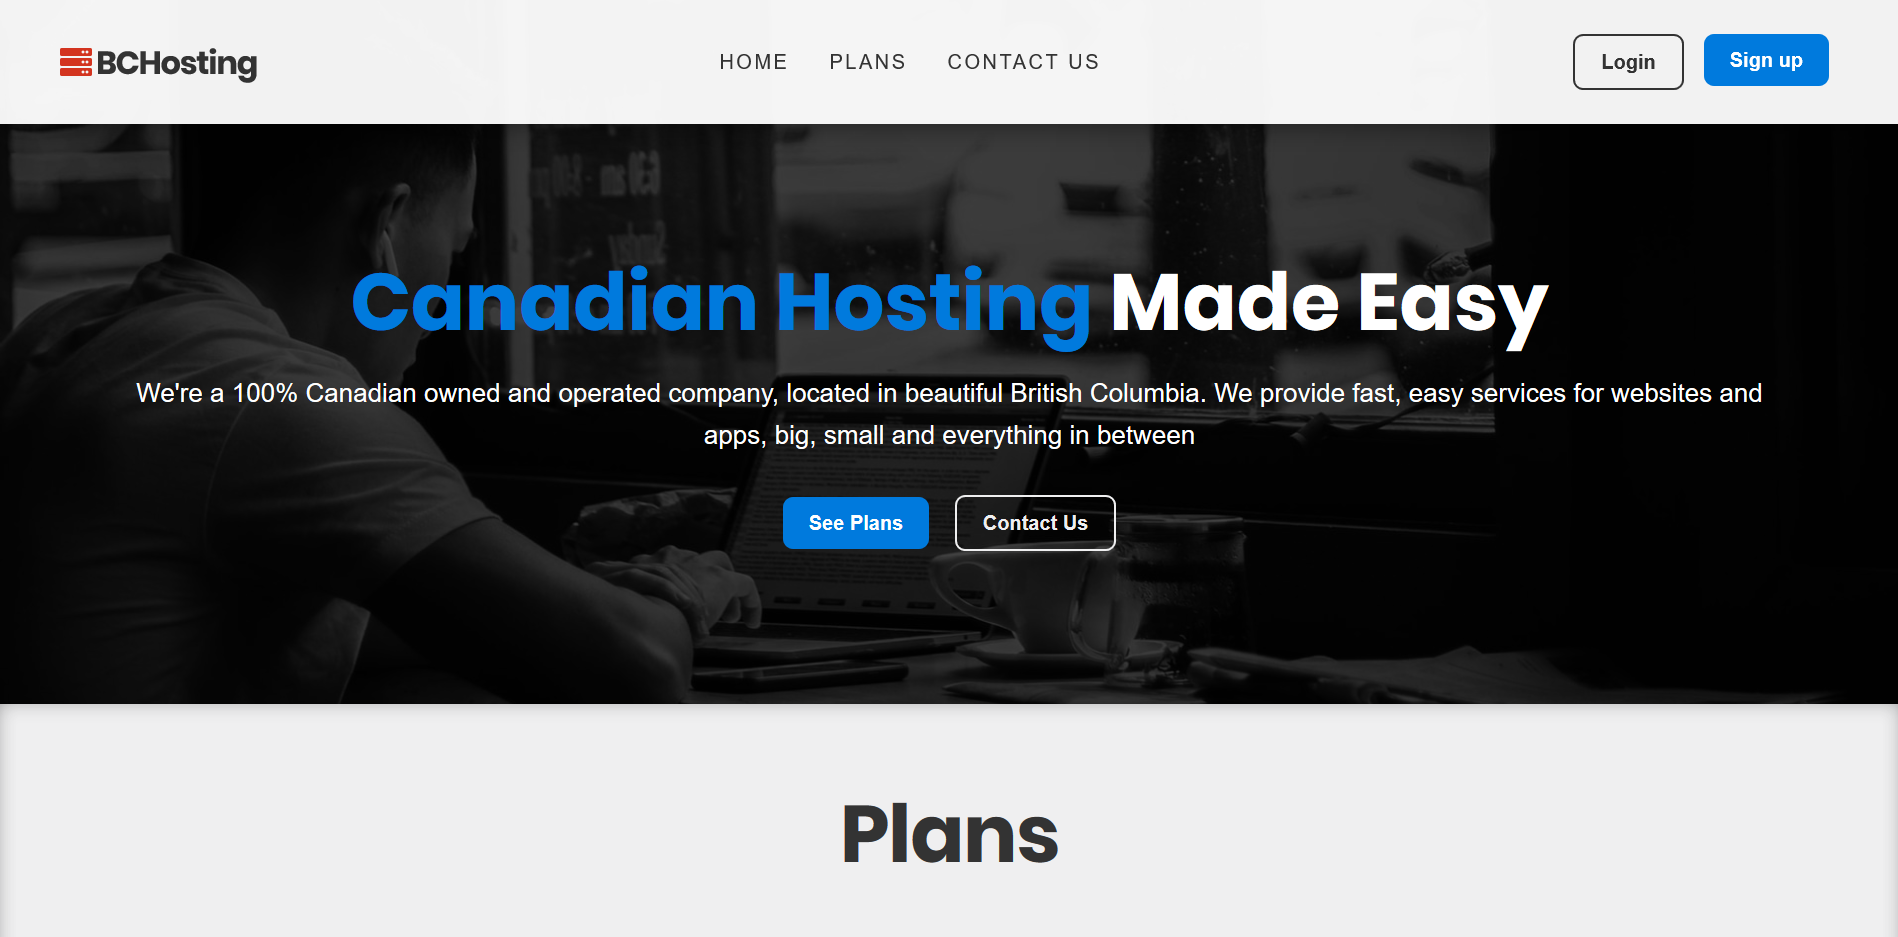 BCHosting
HOME
PLANS
CONTACT US
Login
Sign up
Canadian Hosting Made Easy
We're a 100% Canadian owned and operated company, located in beautiful British Columbia. We provide fast, easy services for websites and
apps, big, small and everything in between
See Plans
Contact Us
Plans